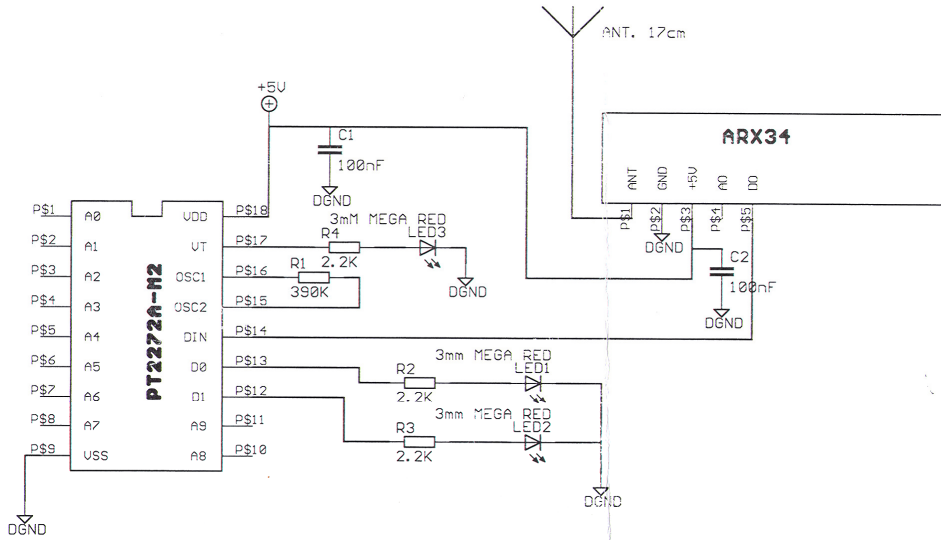 ANT. 17cm
+5V
ARX34
C1
100nF
DGND
ANT
GND
+5V
AO
DO
P$1
P$2
P$3
P$4
P$5
DGND
C2
100nF
DGND
PT2272A-M2
P$1 A0
P$2 A1
P$3 A2
P$4 A3
P$5 A4
P$6 A5
P$7 A6
P$8 A7
P$9 VSS
VDD P$18
VT P$17
OSC1 P$16
OSC2 P$15
DIN P$14
D0 P$13
D1 P$12
A9 P$11
A8 P$10
3mM MEGA RED
R4 LED3
2.2K
DGND
R1
390K
3mm MEGA RED
R2 LED1
2.2K
3mm MEGA RED
R3 LED2
2.2K
DGND
DGND